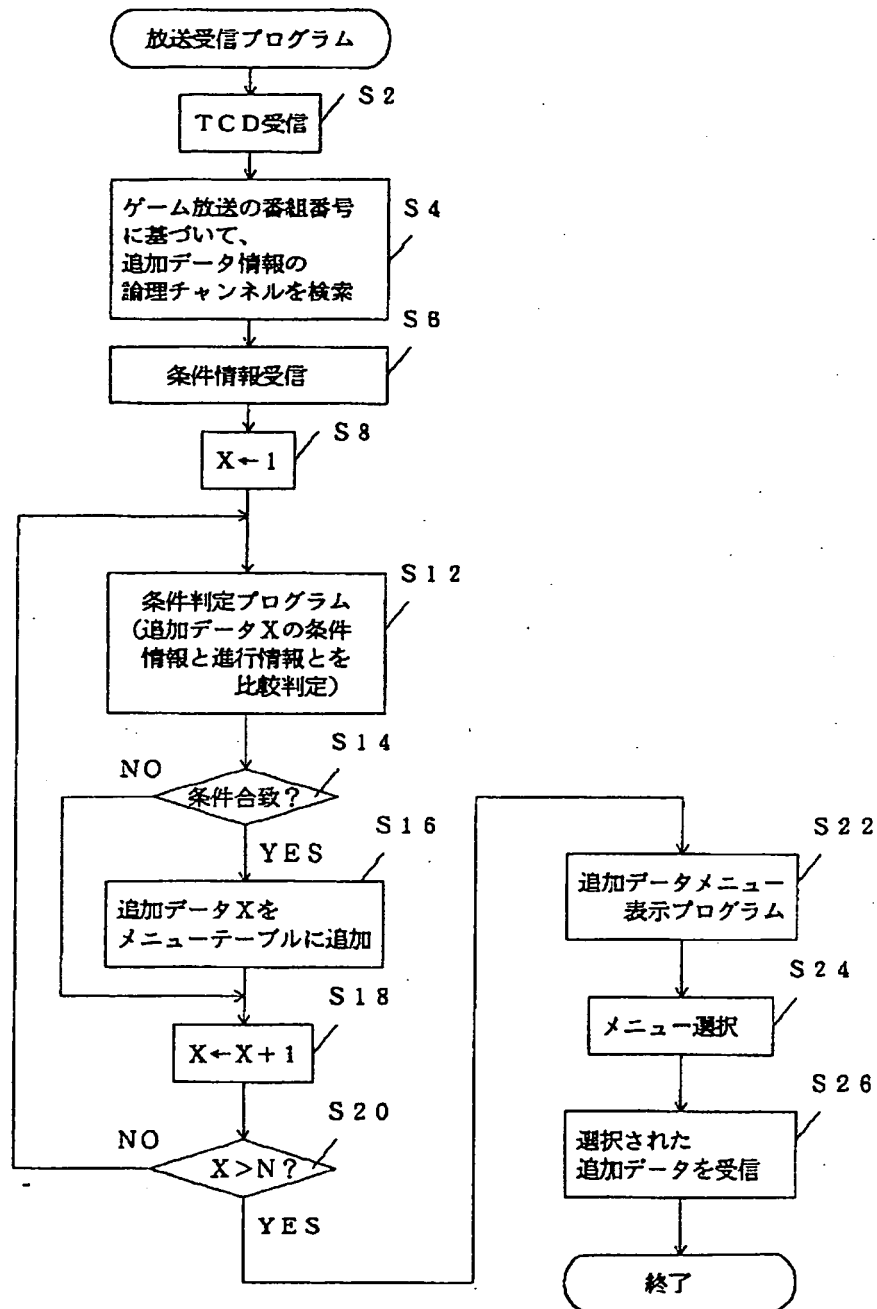 放送受信プログラム
S2
TCD受信
S4
ゲーム放送の番組番号
に基づいて、
追加データ情報の
論理チャンネルを検索
S6
条件情報受信
S8
X←1
S12
条件判定プログラム
(追加データXの条件
情報と進行情報とを
比較判定)
S14
NO
条件合致?
YES
S16
追加データXを
メニューテーブルに追加
S18
X←X+1
S20
NO
X>N?
YES
S22
追加データメニュー
表示プログラム
S24
メニュー選択
S26
選択された
追加データを受信
終了